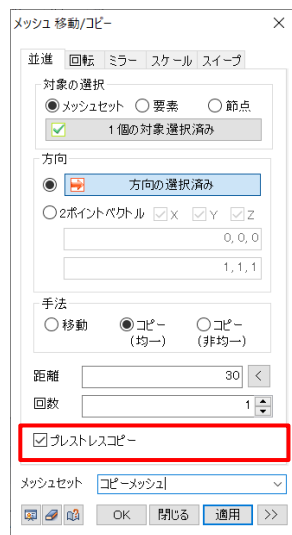 メッシュ 移動/コピー
並進 回転 ミラー スケール スイープ
対象の選択
メッシュセット 要素 節点
1 個の対象選択済み
方向
方向の選択済み
2ポイントベクトル X Y Z
0, 0, 0
1, 1, 1
手法
移動 コピー (均一) コピー (非均一)
距離 30 <
回数 1
プレストレスコピー
メッシュセット コピーメッシュ
OK 閉じる 適用 >>